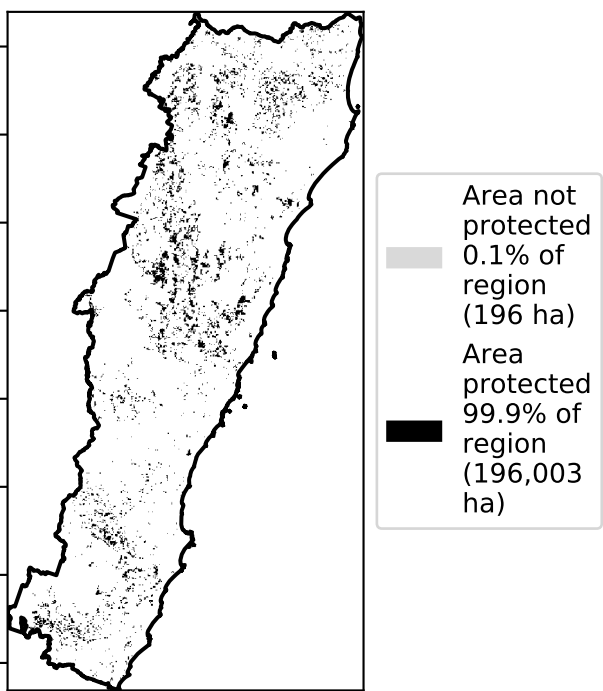 Area not
protected
0.1% of
region
(196 ha)
Area
protected
99.9% of
region
(196,003
ha)